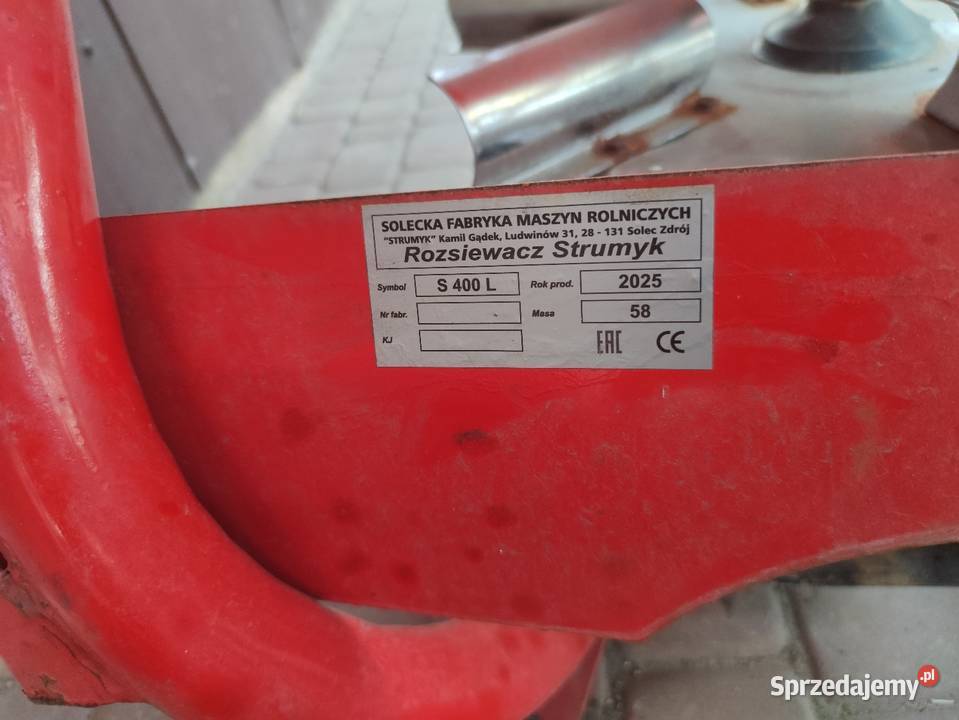 SOLECKA FABRYKA MASZYN ROLNICZYCH
"STRUMYK" Kamil Gądek, Ludwinów 31, 28 - 131 Solec Zdrój
Rozsiewacz Strumyk
Symbol S 400 L Rok prod. 2025
Nr fabr. Masa 58
KJ EAC CE
Sprzedajemy.pl